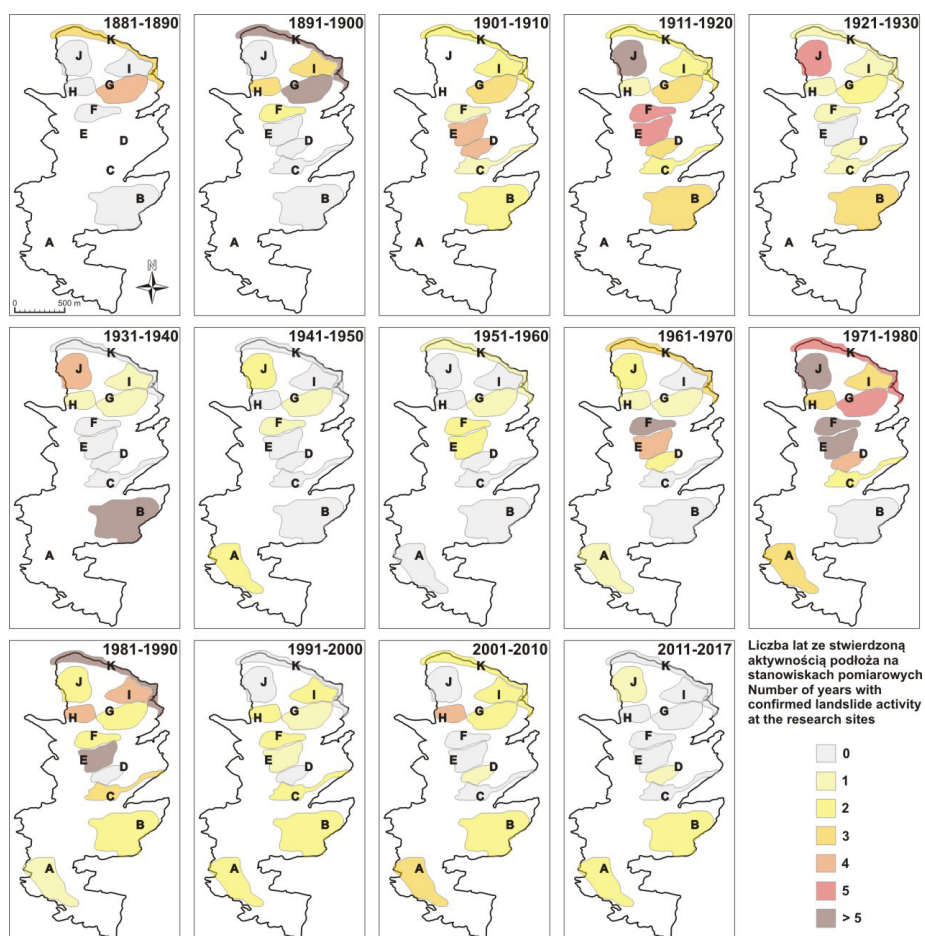 1881-1890
K
J
I
G
H
F
E
D
C
B
A
N
0 500 m
1891-1900
K
J
I
G
H
F
E
D
C
B
A
1901-1910
K
J
I
G
H
F
E
D
C
B
A
1911-1920
K
J
I
G
H
F
E
D
C
B
A
1921-1930
K
J
I
G
H
F
E
D
C
B
A
1931-1940
K
J
I
G
H
F
E
D
C
B
A
1941-1950
K
J
I
G
H
F
E
D
C
B
A
1951-1960
K
J
I
G
H
F
E
D
C
B
A
1961-1970
K
J
I
G
H
F
E
D
C
B
A
1971-1980
K
J
I
G
H
F
E
D
C
B
A
1981-1990
K
J
I
G
H
F
E
D
C
B
A
1991-2000
K
J
I
G
H
F
E
D
C
B
A
2001-2010
K
J
I
G
H
F
E
D
C
B
A
2011-2017
K
J
I
G
H
F
E
D
C
B
A
Liczba lat ze stwierdzoną
aktywnością podłoża na
stanowiskach pomiarowych
Number of years with
confirmed landslide activity
at the research sites
0
1
2
3
4
5
> 5